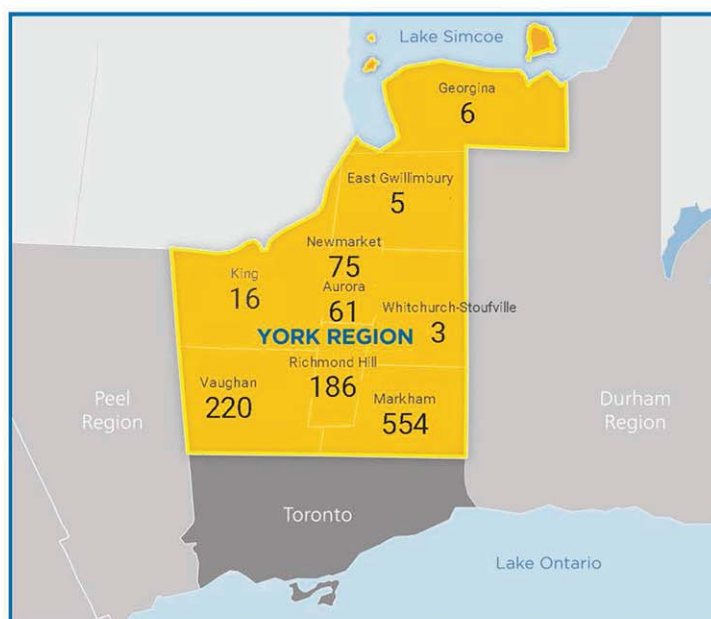 Lake Simcoe
Georgina
6
East Gwillimbury
5
Newmarket
75
King
16
Aurora
61
Whitchurch-Stoufville
3
YORK REGION
Richmond Hill
186
Vaughan
220
Markham
554
Peel
Region
Durham
Region
Toronto
Lake Ontario